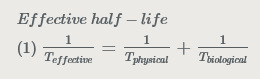 Effective half – life
(1) 1/T_effective = 1/T_physical + 1/T_biological